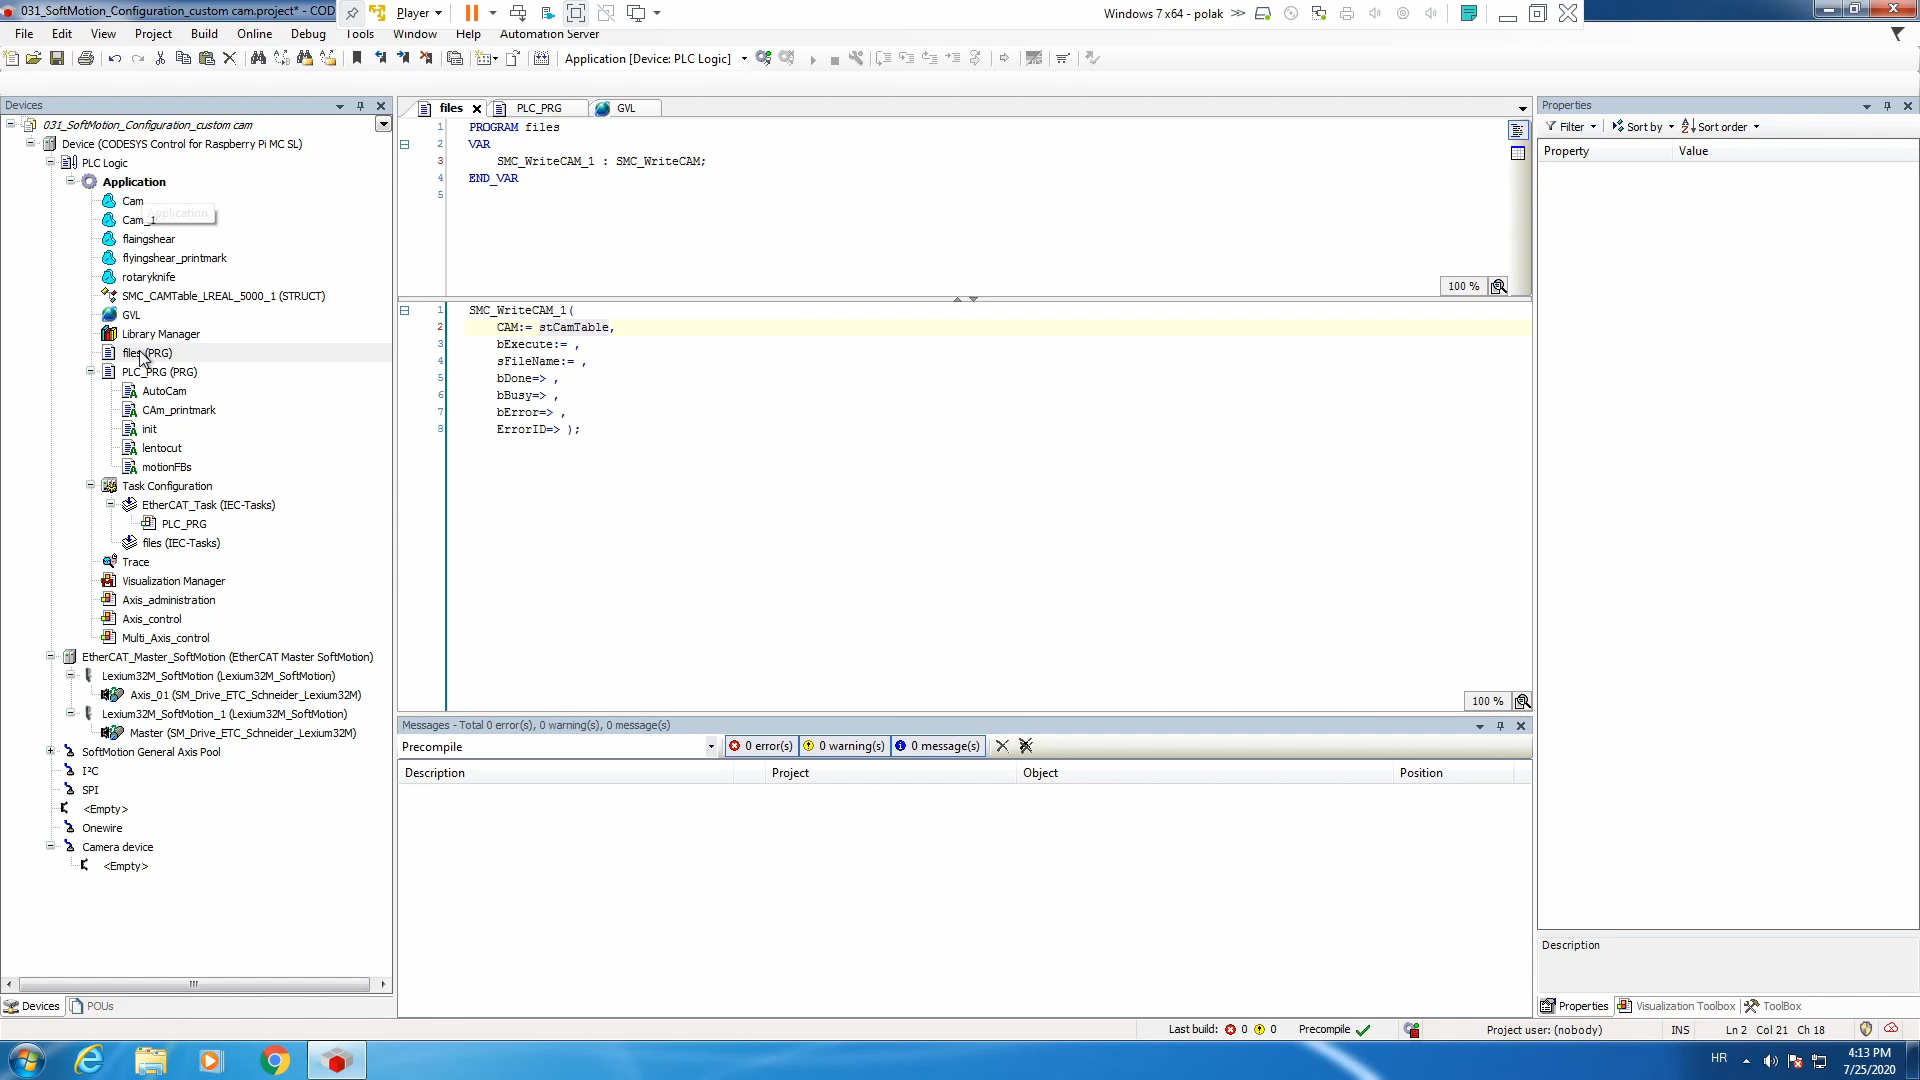 031_SoftMotion_Configuration_custom cam.project* - COD
Player
Windows 7 x64 - polak
File Edit View Project Build Online Debug Tools Window Help Automation Server
Application [Device: PLC Logic]
Devices
031_SoftMotion_Configuration_custom cam
Device (CODESYS Control for Raspberry Pi MC SL)
PLC Logic
Application
Cam
Application
Cam_1
flaingshear
flyingshear_printmark
rotaryknife
SMC_CAMTable_LREAL_5000_1 (STRUCT)
GVL
Library Manager
files (PRG)
PLC_PRG (PRG)
AutoCam
CAm_printmark
init
lentocut
motionFBs
Task Configuration
EtherCAT_Task (IEC-Tasks)
PLC_PRG
files (IEC-Tasks)
Trace
Visualization Manager
Axis_administration
Axis_control
Multi_Axis_control
EtherCAT_Master_SoftMotion (EtherCAT Master SoftMotion)
Lexium32M_SoftMotion (Lexium32M_SoftMotion)
Axis_01 (SM_Drive_ETC_Schneider_Lexium32M)
Lexium32M_SoftMotion_1 (Lexium32M_SoftMotion)
Master (SM_Drive_ETC_Schneider_Lexium32M)
SoftMotion General Axis Pool
I²C
SPI
<Empty>
Onewire
Camera device
<Empty>
Devices POUs
files PLC_PRG GVL
1 PROGRAM files
2 VAR
3 SMC_WriteCAM_1 : SMC_WriteCAM;
4 END_VAR
5
100 %
1 SMC_WriteCAM_1(
2 CAM:= stCamTable,
3 bExecute:= ,
4 sFileName:= ,
5 bDone=> ,
6 bBusy=> ,
7 bError=> ,
8 ErrorID=> );
100 %
Messages - Total 0 error(s), 0 warning(s), 0 message(s)
Precompile 0 error(s) 0 warning(s) 0 message(s)
Description Project Object Position
Properties
Filter Sort by Sort order
Property Value
Description
Properties Visualization Toolbox ToolBox
Last build: 0 0 Precompile Project user: (nobody) INS Ln 2 Col 21 Ch 18
HR
4:13 PM
7/25/2020